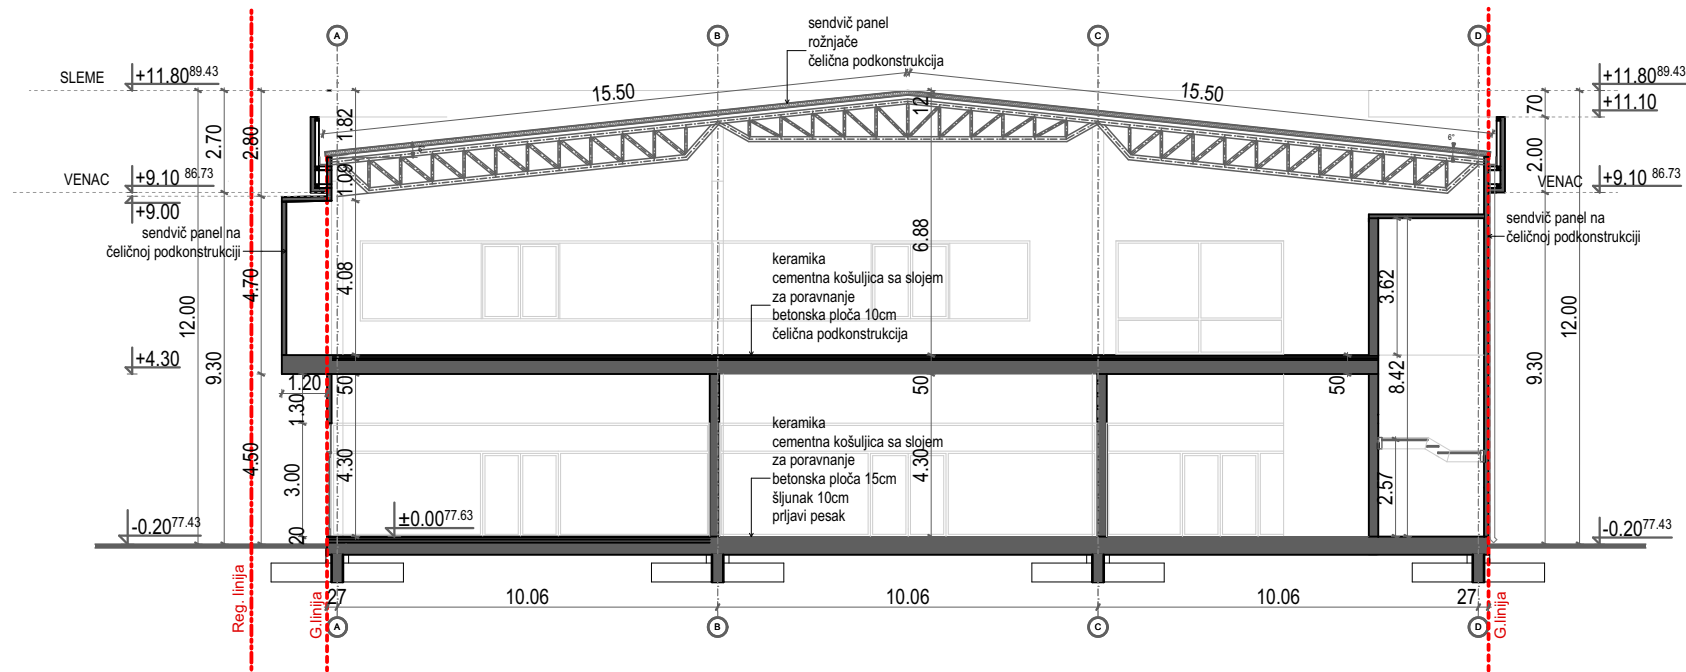 A
B
C
D
sendvič panel
rožnjače
čelična podkonstrukcija
SLEME
+11.80 89.43
15.50
15.50
+11.80 89.43
+11.10
70
12
1.82
2.70
2.80
2.00
6°
1.09
VENAC
+9.10 86.73
+9.00
VENAC
+9.10 86.73
sendvič panel na
čeličnoj podkonstrukciji
sendvič panel na
čeličnoj podkonstrukciji
6.88
keramika
cementna košuljica sa slojem
za poravnanje
betonska ploča 10cm
čelična podkonstrukcija
4.70
4.08
3.62
12.00
12.00
+4.30
9.30
9.30
1.20
50
50
50
8.42
1.30
keramika
cementna košuljica sa slojem
za poravnanje
betonska ploča 15cm
šljunak 10cm
prljavi pesak
4.50
3.00
4.30
4.30
2.57
±0.00 77.63
-0.20 77.43
20
-0.20 77.43
Reg. linija
G.linija
27
10.06
10.06
10.06
27
G.linija
A
B
C
D